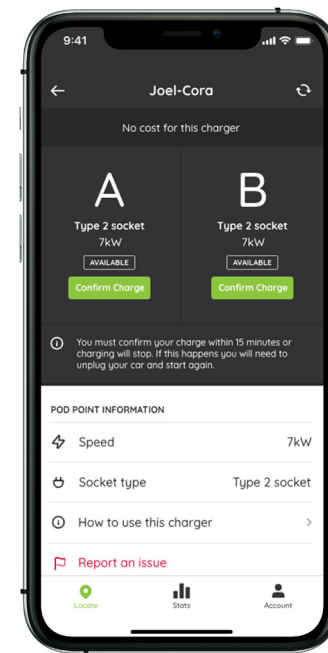 9:41
Joel-Cora
No cost for this charger
A
B
Type 2 socket
Type 2 socket
7kW
7kW
AVAILABLE
AVAILABLE
Confirm Charge
Confirm Charge
You must confirm your charge within 15 minutes or
charging will stop. If this happens you will need to
unplug your car and start again.
POD POINT INFORMATION
Speed
7kW
Socket type
Type 2 socket
How to use this charger
Report an issue
Locate
Stats
Account